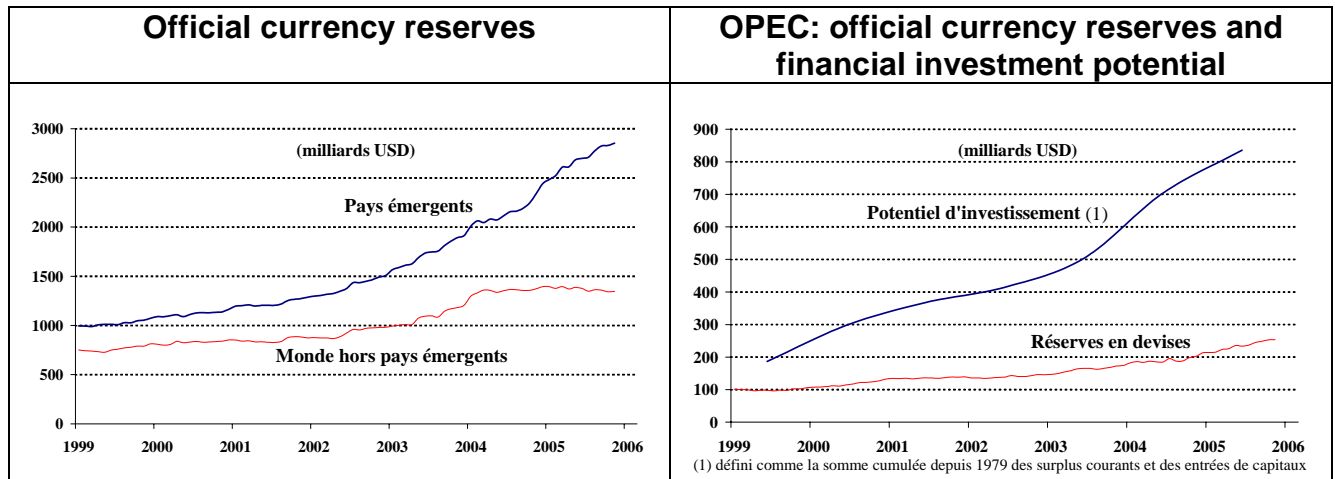 Official currency reserves
OPEC: official currency reserves and
financial investment potential
3000
2500
2000
1500
1000
500
0
(milliards USD)
Pays émergents
Monde hors pays émergents
1999 2000 2001 2002 2003 2004 2005 2006
900
800
700
600
500
400
300
200
100
0
(milliards USD)
Potentiel d'investissement (1)
Réserves en devises
1999 2000 2001 2002 2003 2004 2005 2006
(1) défini comme la somme cumulée depuis 1979 des surplus courants et des entrées de capitaux